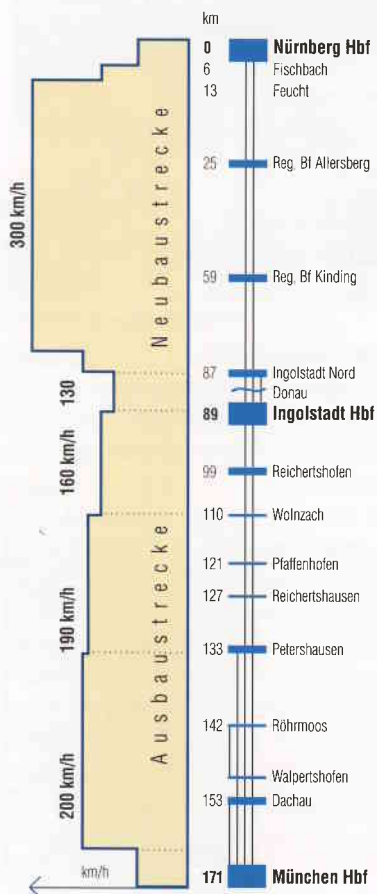 km
0 Nürnberg Hbf
6 Fischbach
13 Feucht
25 Reg. Bf Allersberg
59 Reg. Bf Kinding
87 Ingolstadt Nord
Donau
89 Ingolstadt Hbf
99 Reichertshofen
110 Wolnzach
121 Pfaffenhofen
127 Reichertshausen
133 Petershausen
142 Röhrmoos
Walpertshofen
153 Dachau
171 München Hbf
Neubaustrecke
Ausbaustrecke
300 km/h
130
160 km/h
190 km/h
200 km/h
km/h